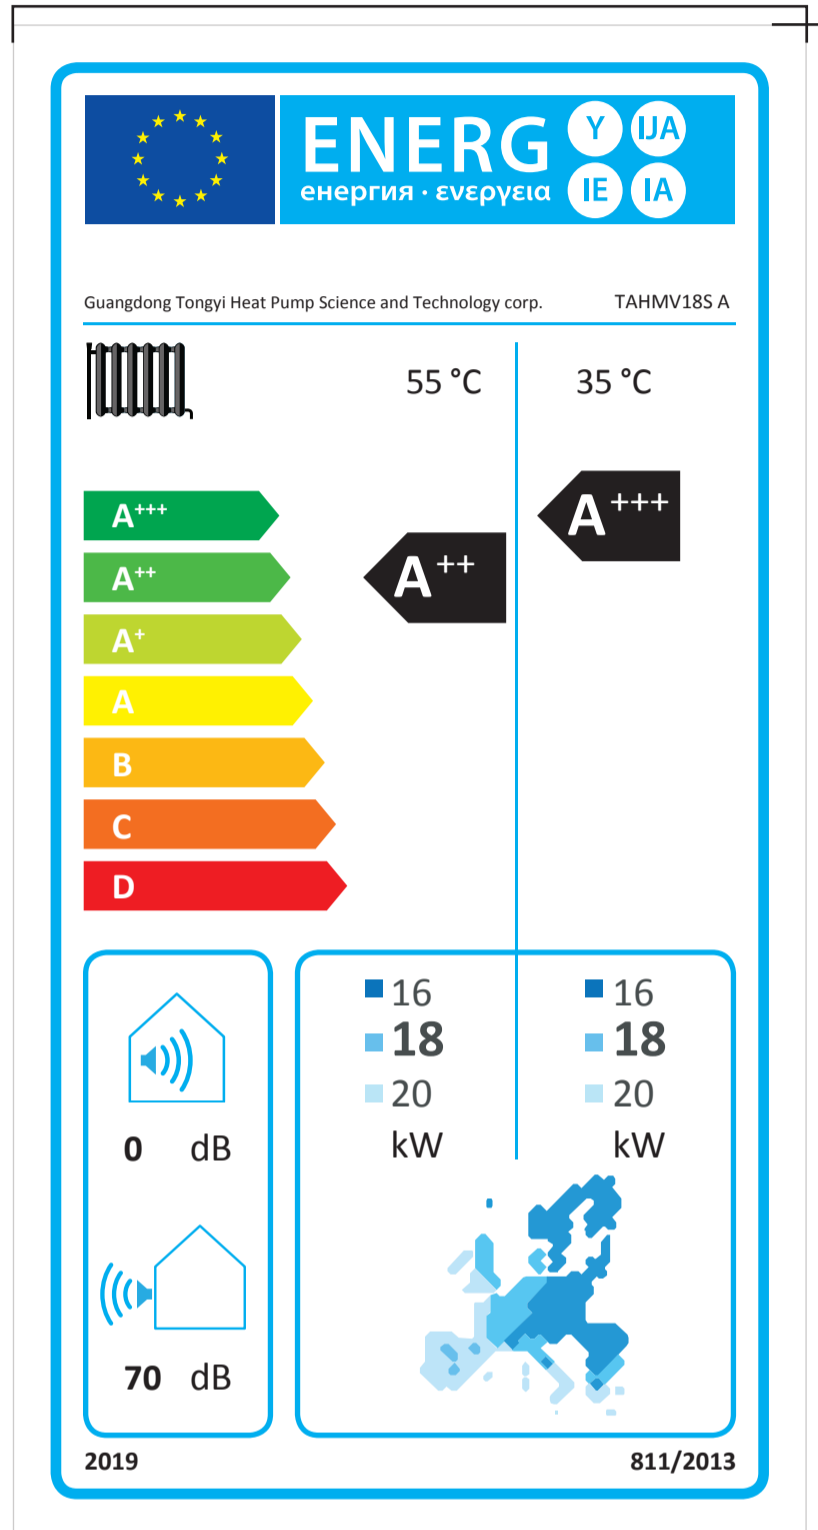 ENERG Y IJA
енергия · ενεργεια IE IA
Guangdong Tongyi Heat Pump Science and Technology corp. TAHMV18S A
55 °C 35 °C
A+++ A+++
A++ A++
A+
A
B
C
D
16 16
18 18
20 20
0 dB kW kW
70 dB
2019 811/2013